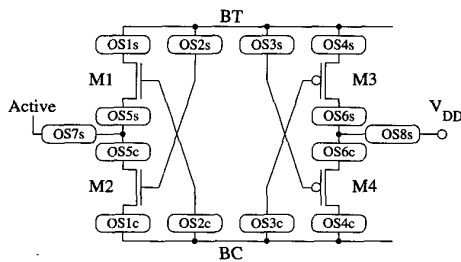 BT
OS1s OS2s OS3s OS4s
M1 M3
Active OS5s OS6s V_DD
OS7s OS8s
OS5c OS6c
M2 M4
OS1c OS2c OS3c OS4c
BC